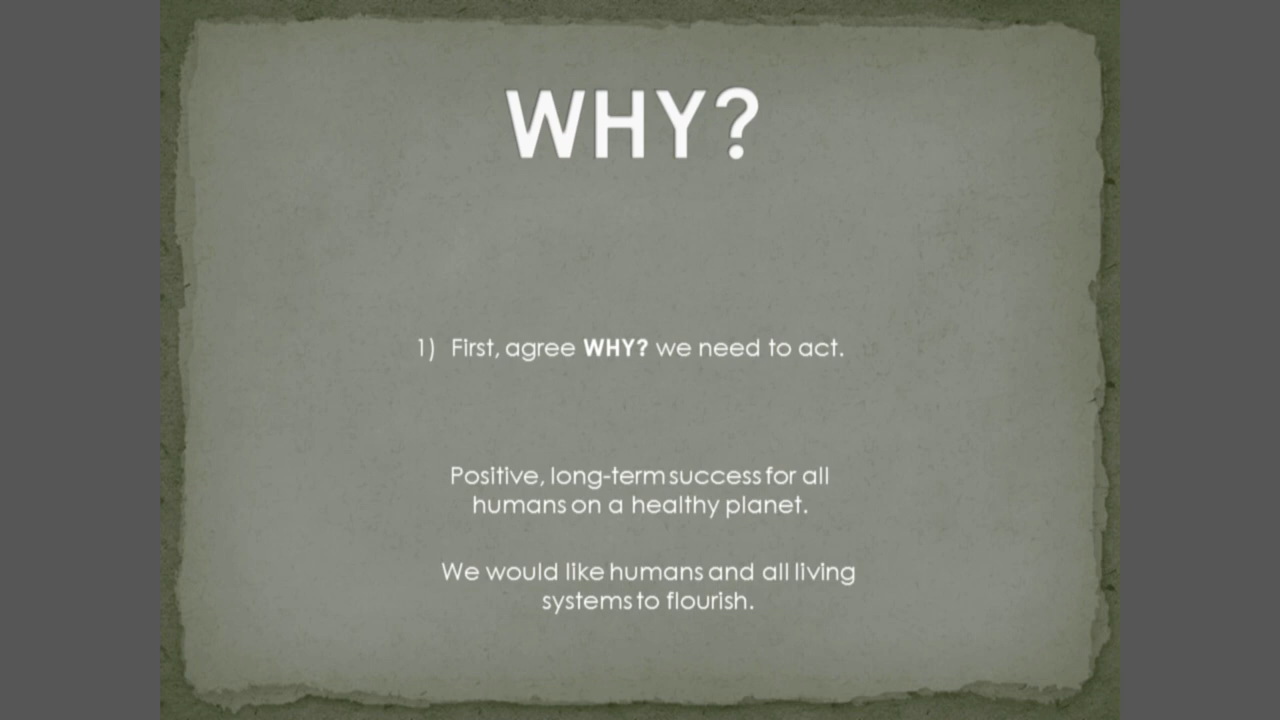 WHY?
1) First, agree WHY? we need to act.
Positive, long-term success for all
humans on a healthy planet.
We would like humans and all living
systems to flourish.